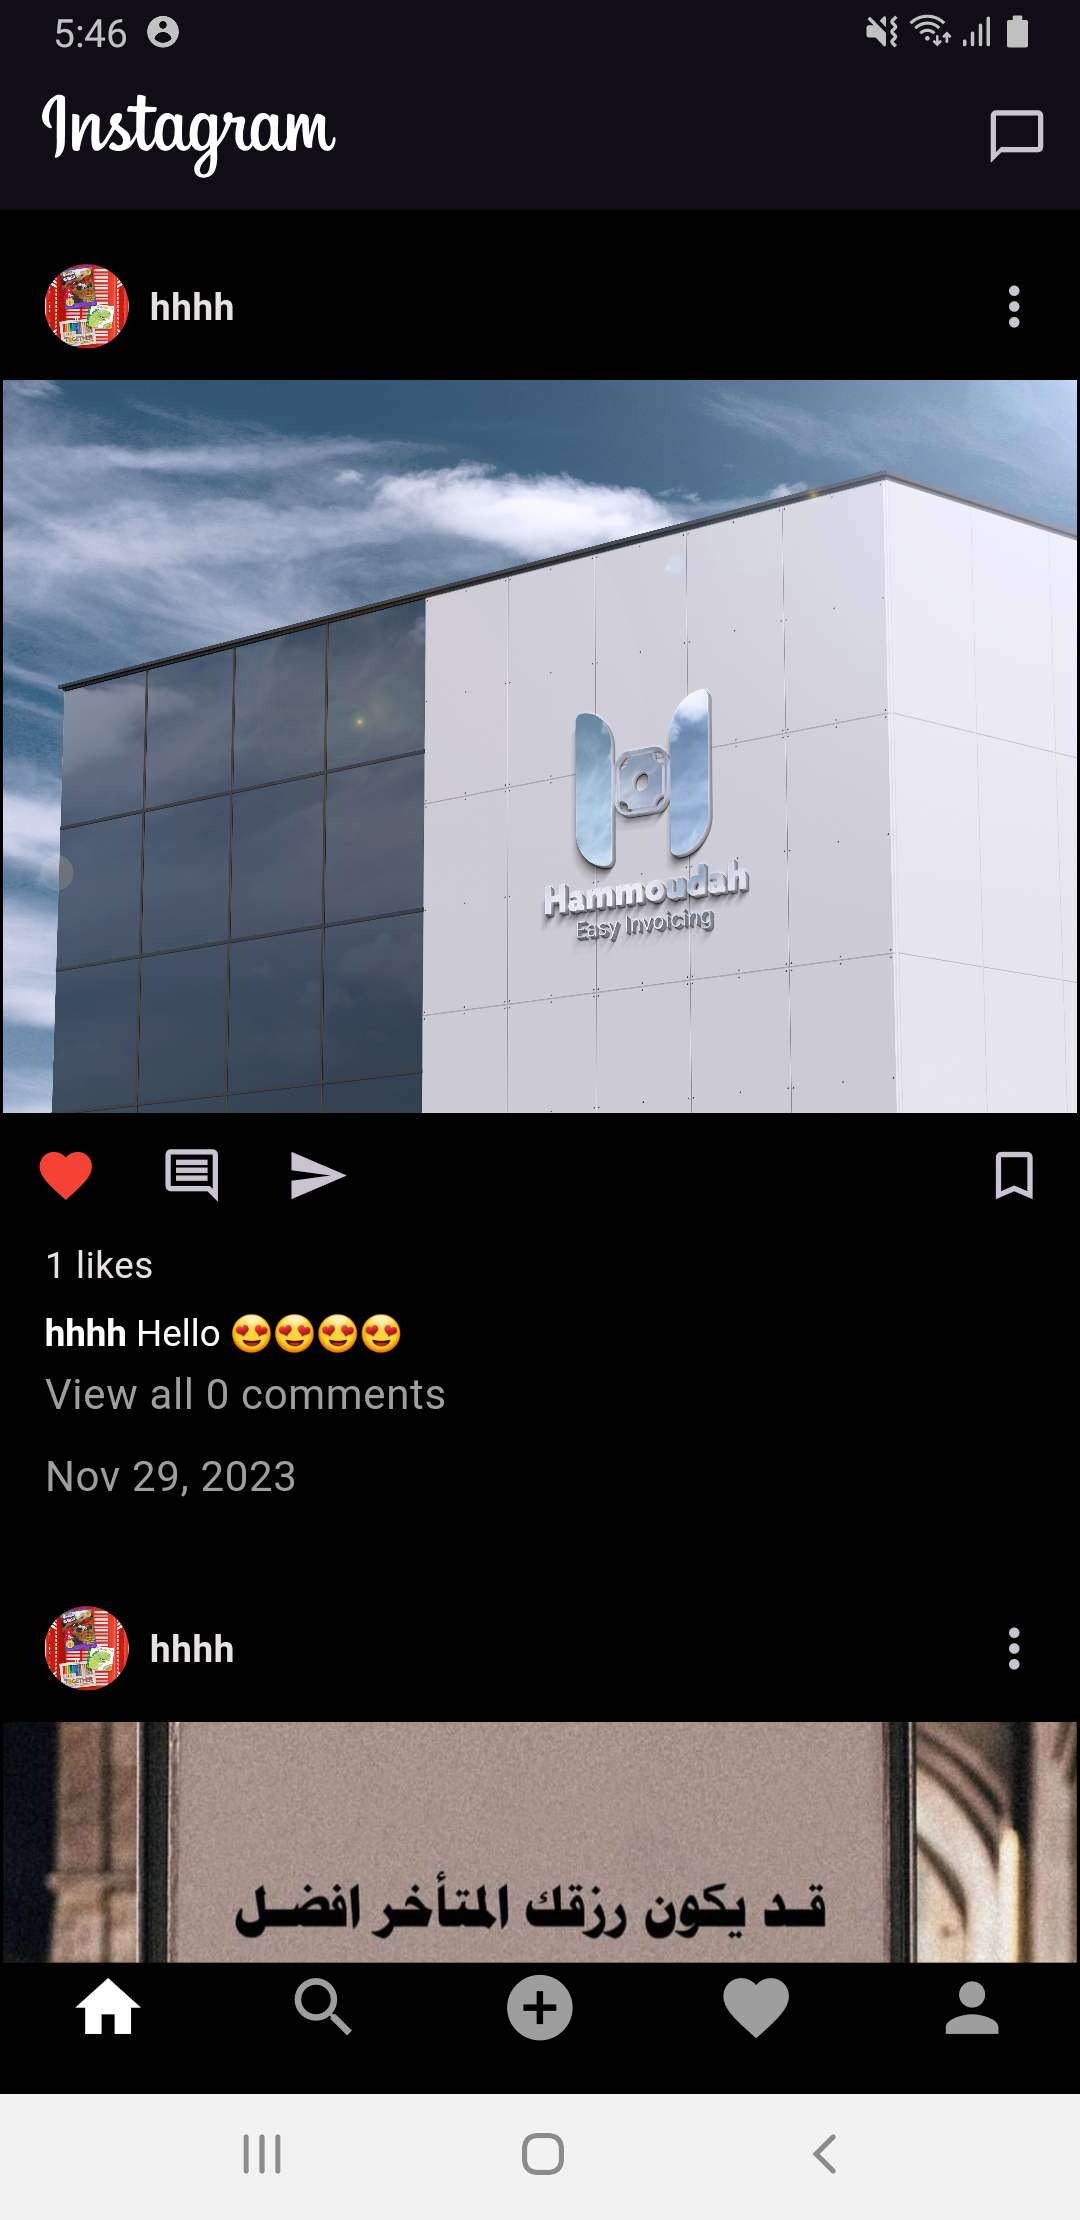 5:46
Instagram
hhhh
Hammoudah
Easy Invoicing
1 likes
hhhh Hello 😍😍😍😍
View all 0 comments
Nov 29, 2023
hhhh
قد يكون رزقك المتأخر افضل